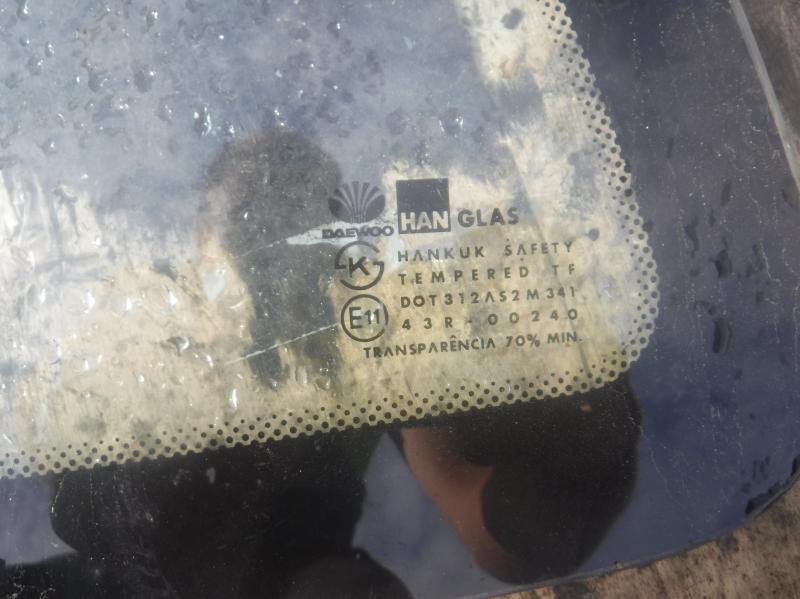 DAEWOO HAN GLAS
HANKUK SAFETY
TEMPERED TF
DOT312AS2M341
E11 43R-00240
TRANSPARÊNCIA 70% MIN.